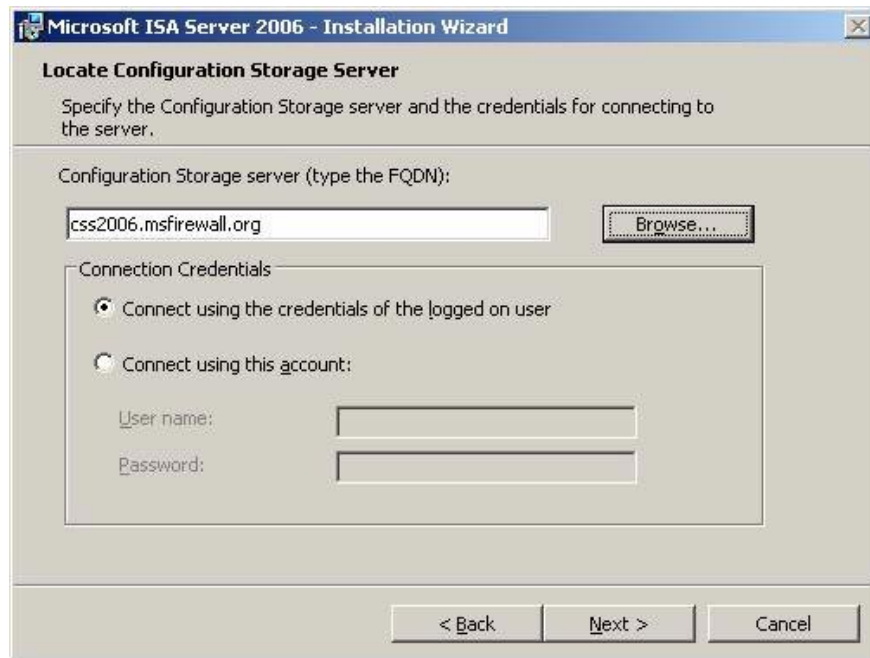 Microsoft ISA Server 2006 - Installation Wizard
Locate Configuration Storage Server
Specify the Configuration Storage server and the credentials for connecting to
the server.
Configuration Storage server (type the FQDN):
css2006.msfirewall.org
Browse...
Connection Credentials
Connect using the credentials of the logged on user
Connect using this account:
User name:
Password:
< Back
Next >
Cancel